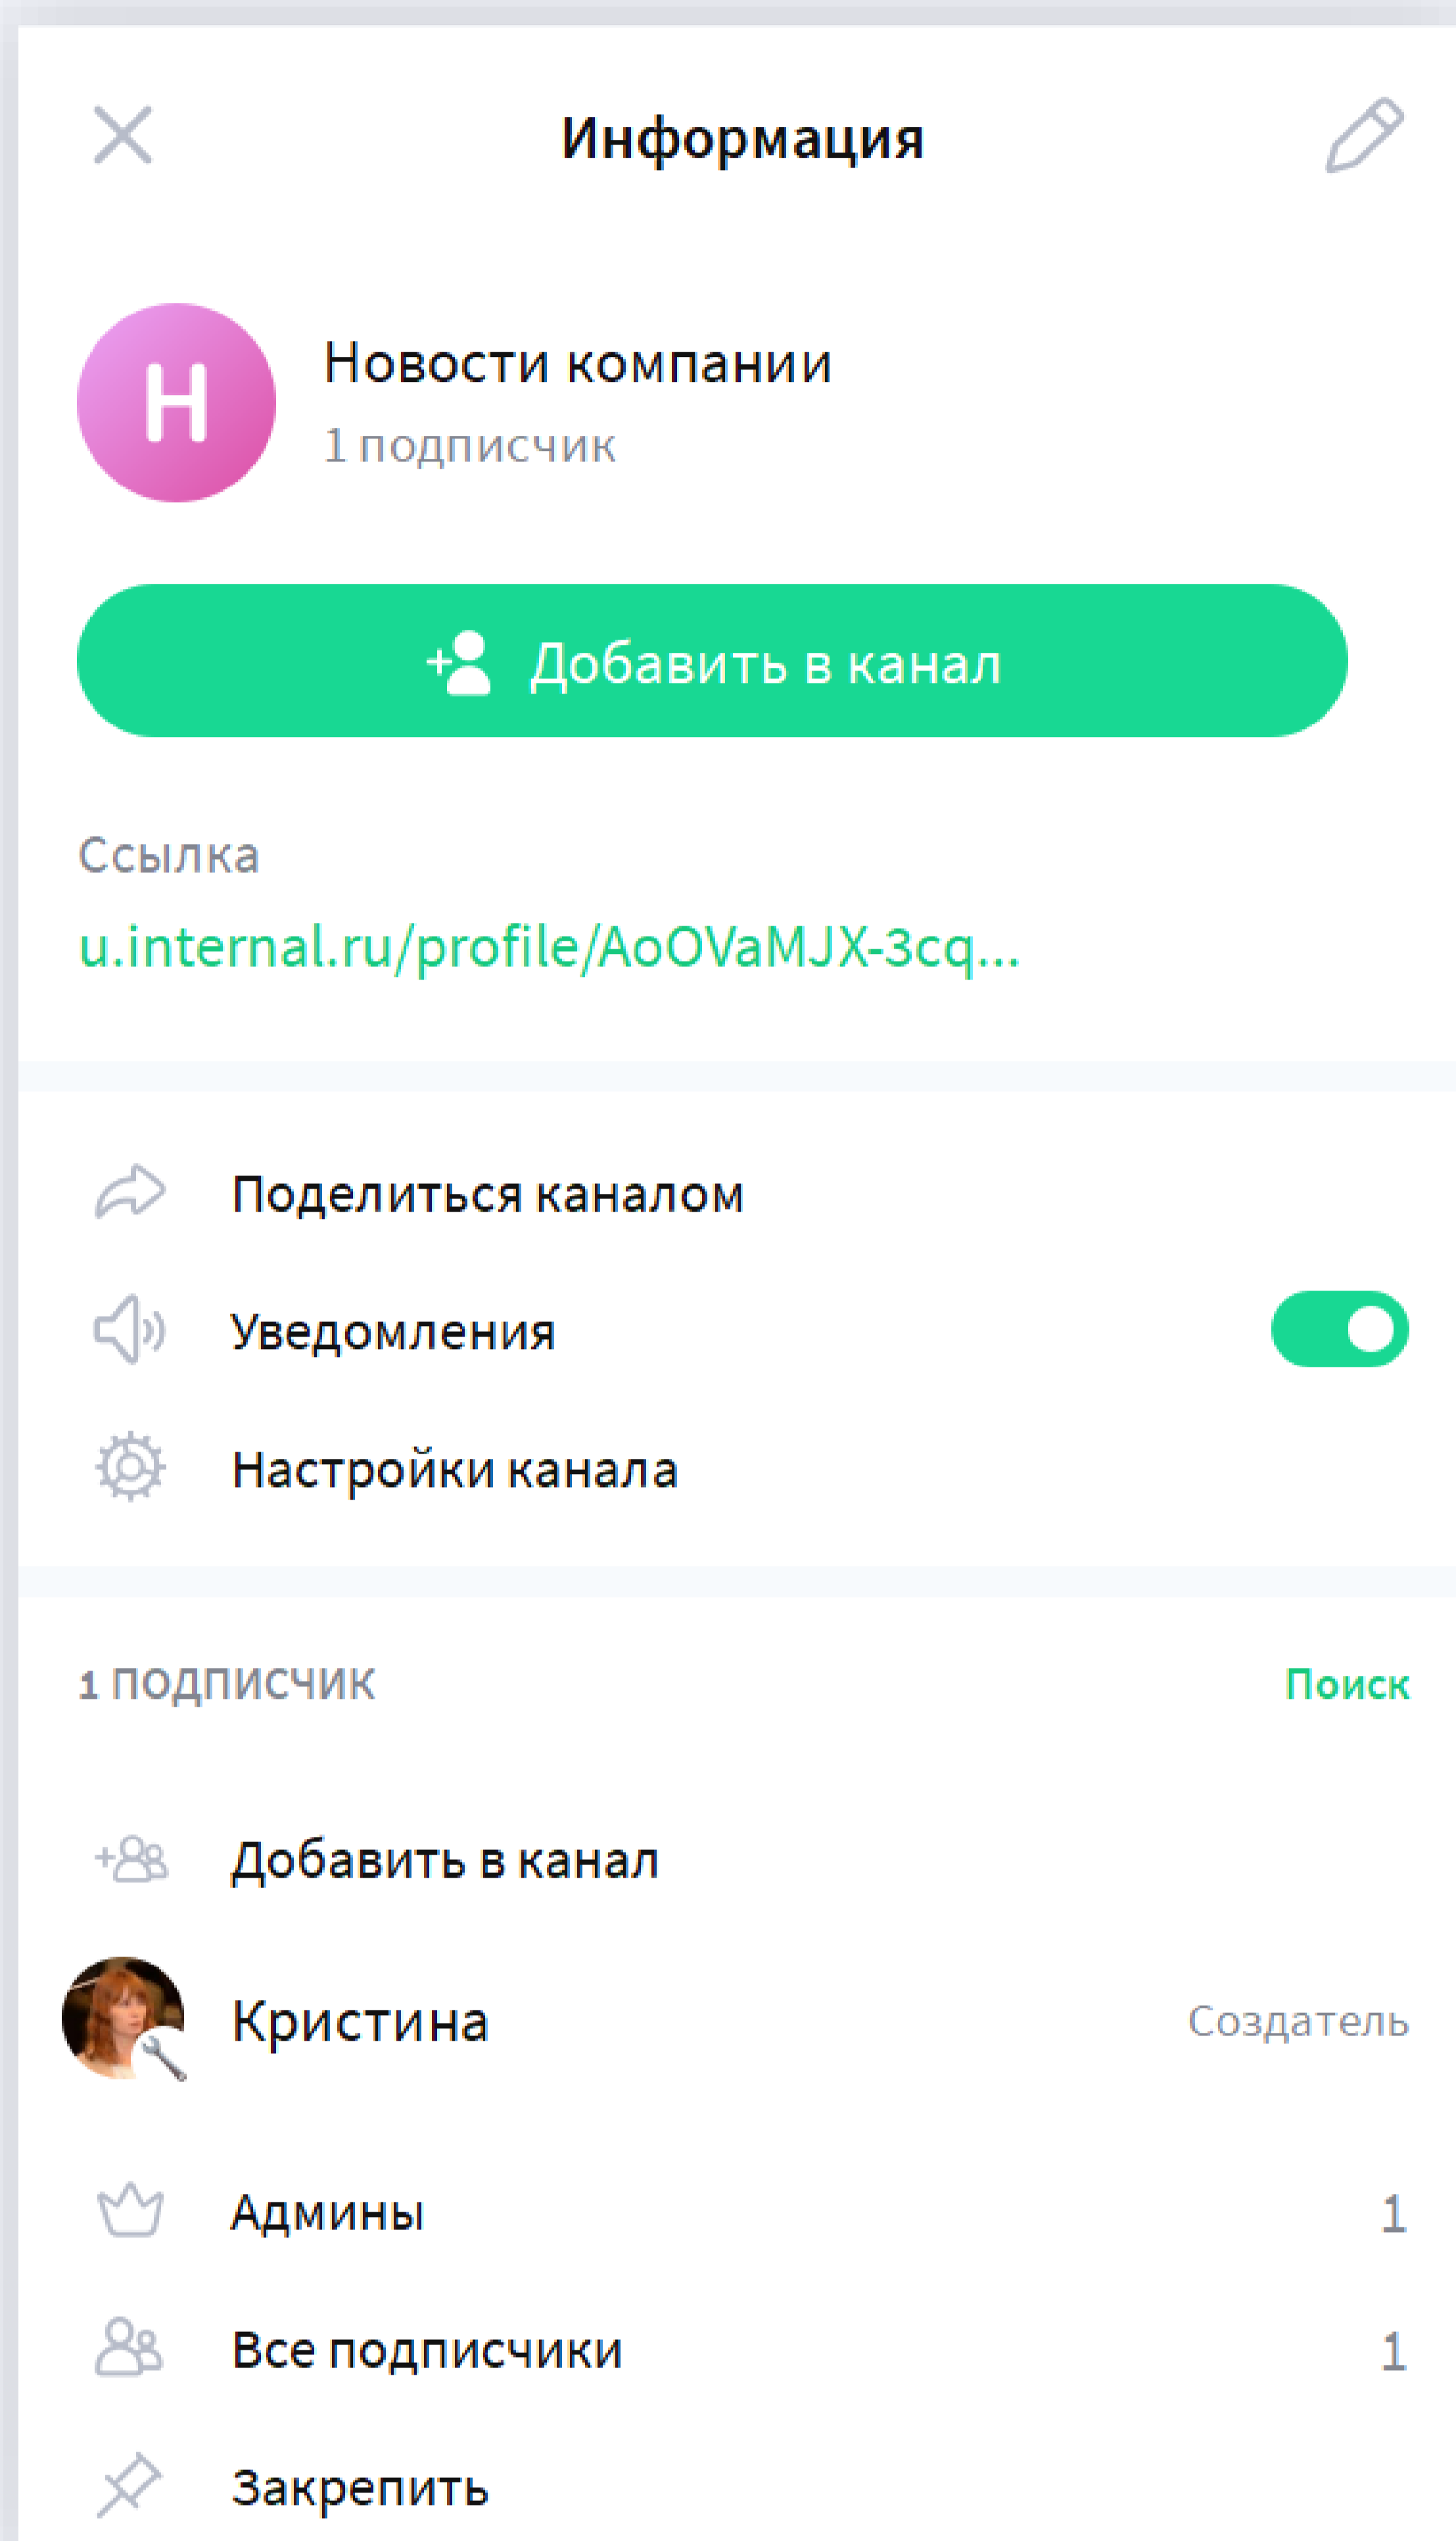 Информация
Н
Новости компании
1 подписчик
Добавить в канал
Ссылка
u.internal.ru/profile/AoOVaMJX-3cq...
Поделиться каналом
Уведомления
Настройки канала
1 ПОДПИСЧИК
Поиск
Добавить в канал
Кристина
Создатель
Админы
1
Все подписчики
1
Закрепить